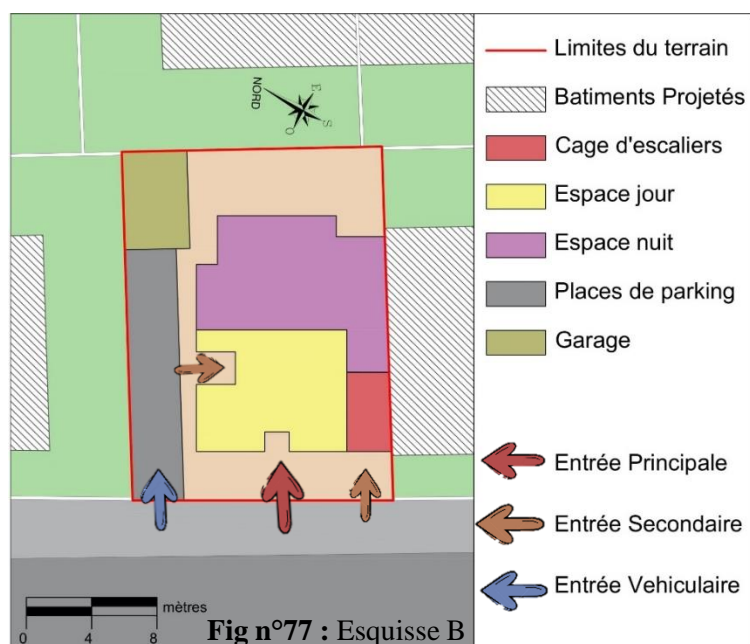 NORD
E
S
O
Limites du terrain
Batiments Projetés
Cage d'escaliers
Espace jour
Espace nuit
Places de parking
Garage
Entrée Principale
Entrée Secondaire
Entrée Vehiculaire
mètres
0 4 8
Fig n°77 : Esquisse B